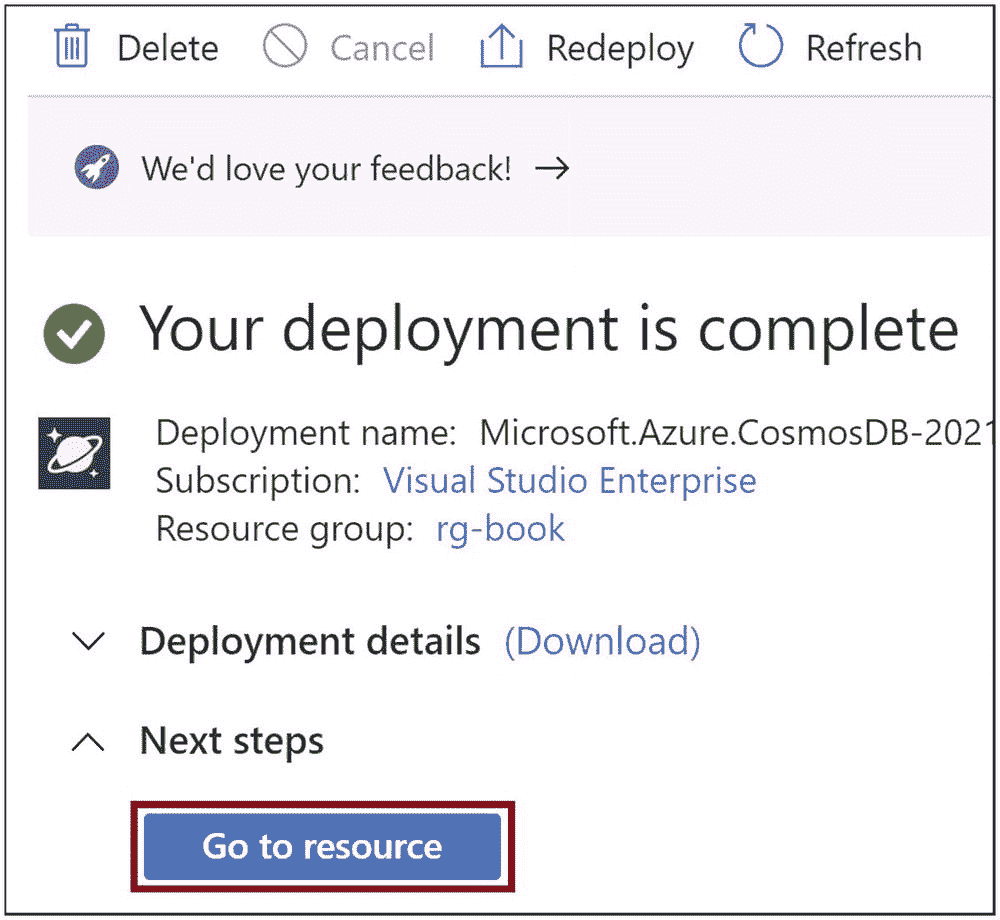 Delete Cancel Redeploy Refresh
We'd love your feedback! →
Your deployment is complete
Deployment name: Microsoft.Azure.CosmosDB-2021
Subscription: Visual Studio Enterprise
Resource group: rg-book
Deployment details (Download)
Next steps
Go to resource